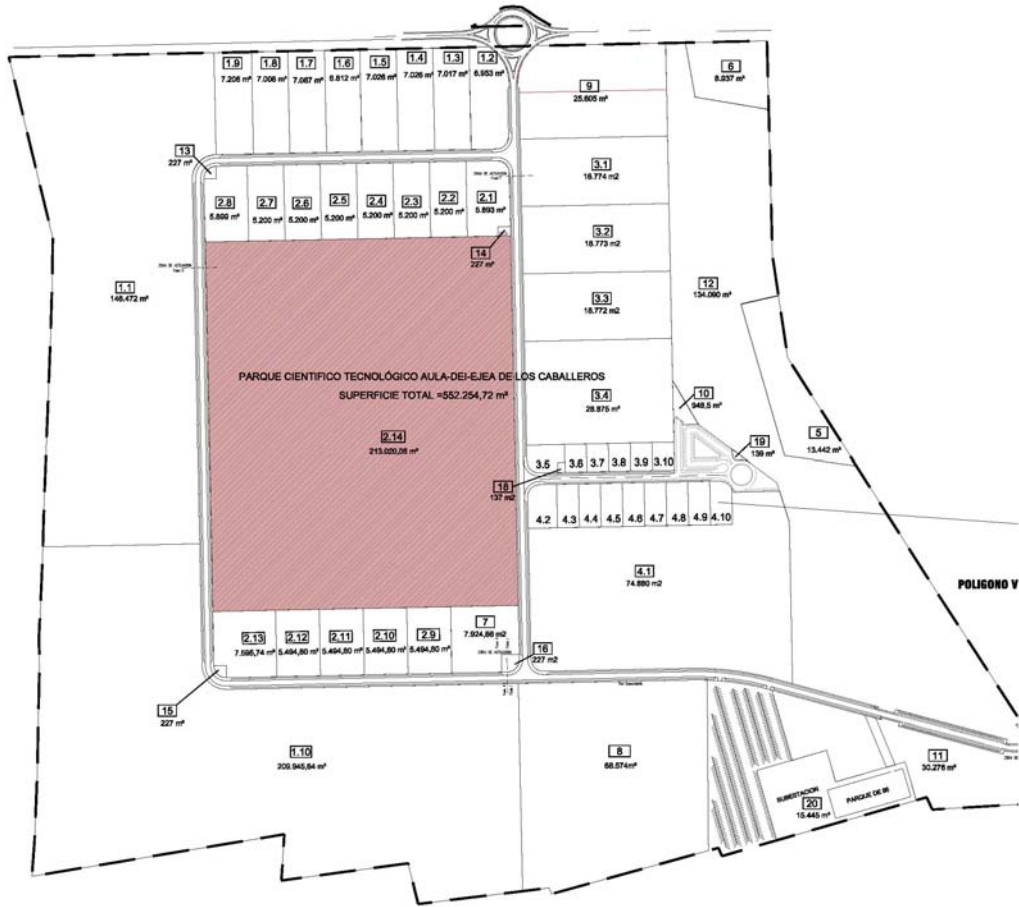 1.9
7.206 m²
1.8
7.006 m²
1.7
7.087 m²
1.6
6.812 m²
1.5
7.026 m²
1.4
7.026 m²
1.3
7.017 m²
1.2
6.953 m²
9
25.605 m²
6
8.937 m²
13
227 m²
3.1
18.774 m2
2.8
5.899 m²
2.7
5.200 m²
2.6
5.200 m²
2.5
5.200 m²
2.4
5.200 m²
2.3
5.200 m²
2.2
5.200 m²
2.1
5.893 m²
3.2
18.773 m2
14
227 m²
1.1
146.472 m²
12
134.090 m²
3.3
18.772 m2
PARQUE CIENTIFICO TECNOLÓGICO AULA-DEI-EJEA DE LOS CABALLEROS
SUPERFICIE TOTAL =552.254,72 m²
3.4
28.875 m²
10
948,5 m²
2.14
213.020,08 m²
5
13.442 m²
19
139 m²
3.5
3.6
3.7
3.8
3.9
3.10
18
137 m2
4.2
4.3
4.4
4.5
4.6
4.7
4.8
4.9
4.10
4.1
74.880 m2
POLIGONO V
2.13
7.595,74 m²
2.12
5.494,80 m²
2.11
5.494,80 m²
2.10
5.494,80 m²
2.9
5.494,80 m²
7
7.924,86 m2
16
227 m2
15
227 m²
1.10
209.945,64 m²
8
68.574m²
11
30.276 m²
SUBESTACION
PARQUE DE BE
20
15.445 m²